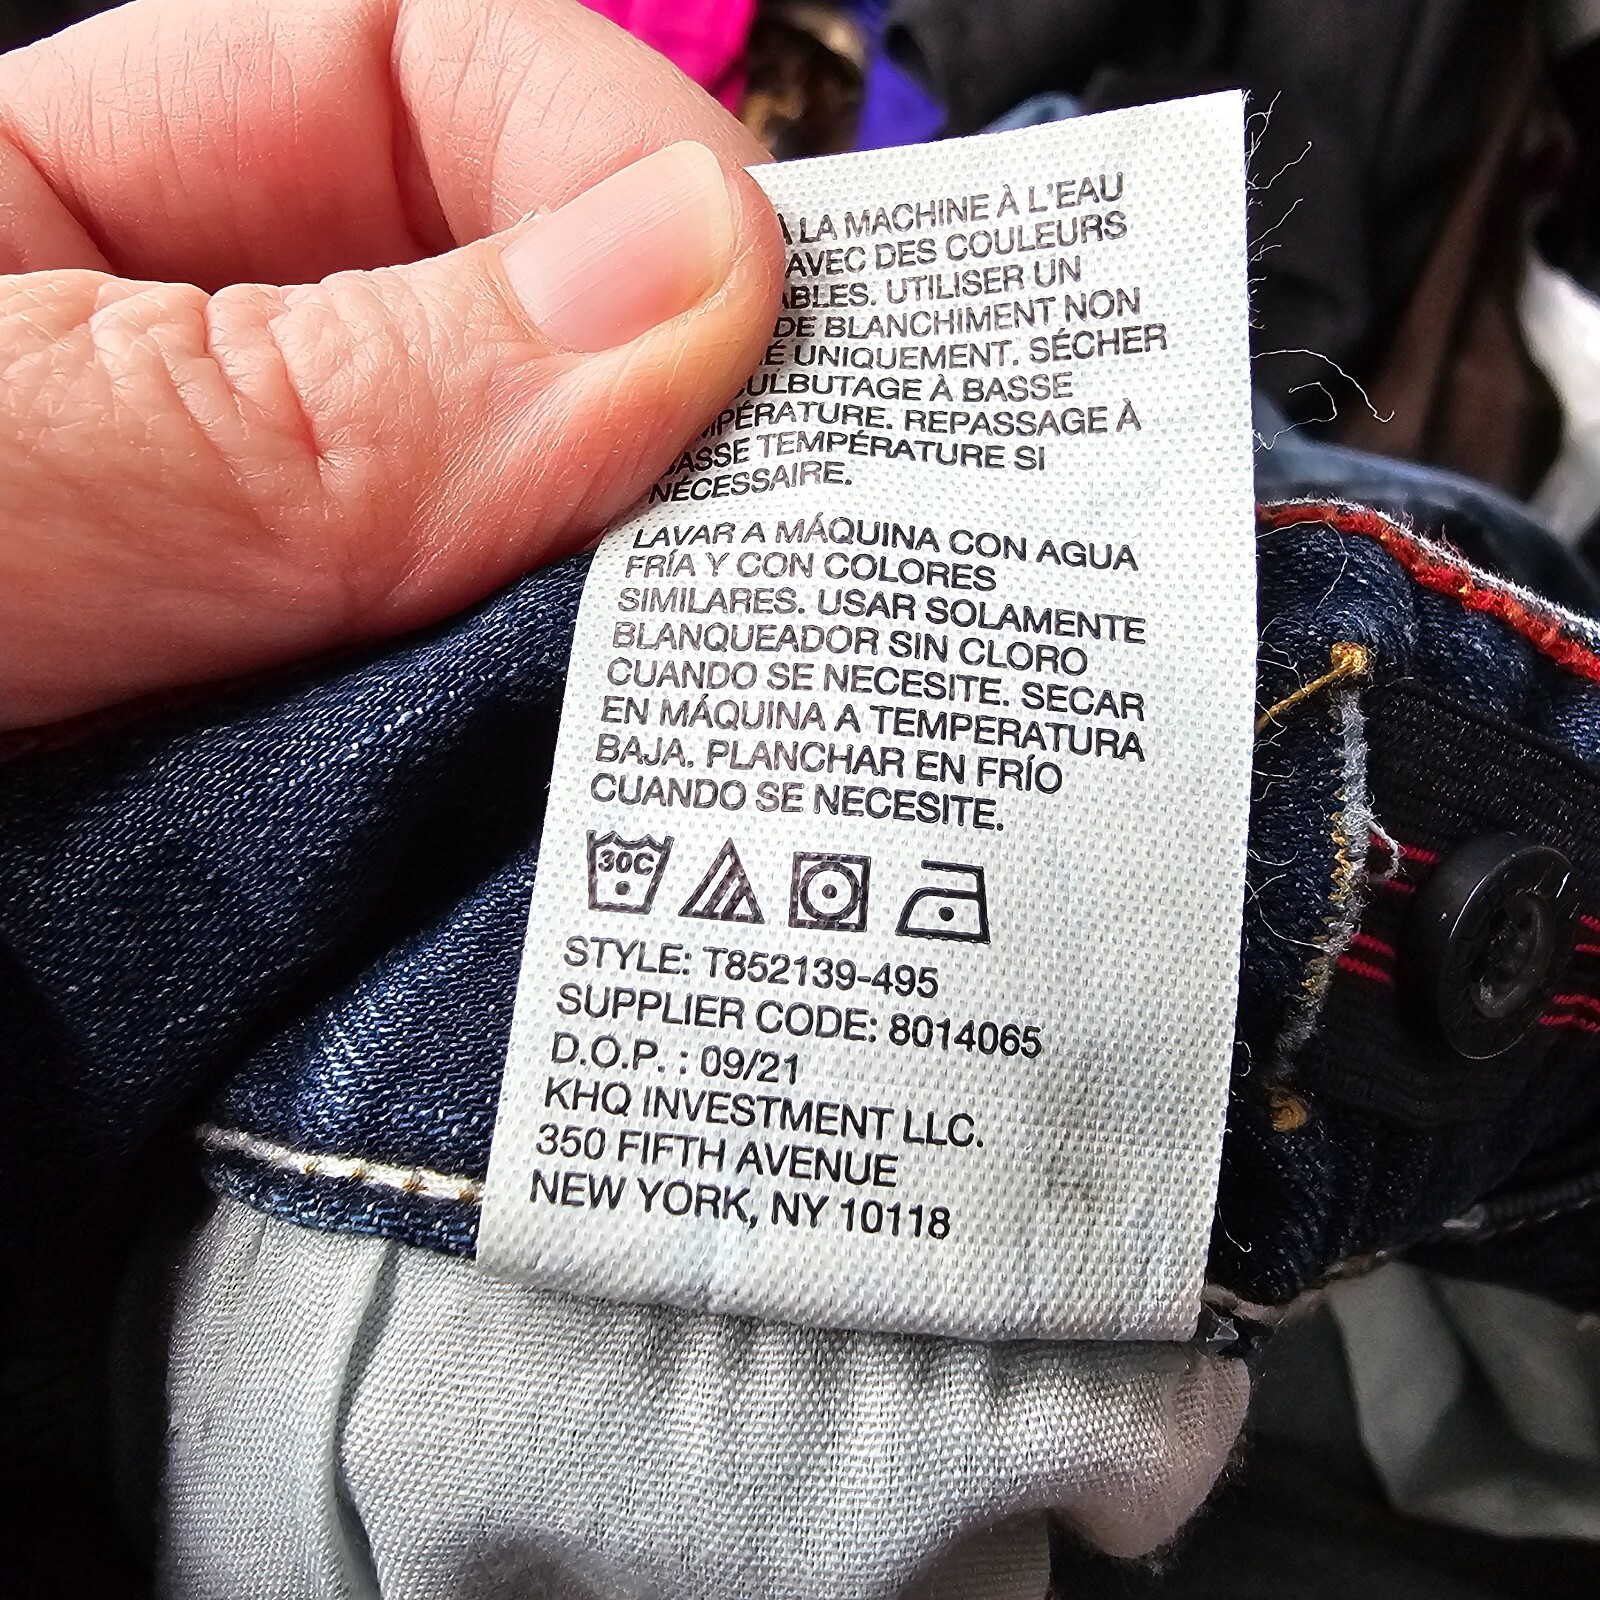 LA MACHINE À L'EAU
AVEC DES COULEURS
UTILISER UN
DE BLANCHIMENT NON
UNIQUEMENT. SÉCHER
À BASSE
REPASSAGE À
TEMPÉRATURE SI
NÉCESSAIRE.
LAVAR A MÁQUINA CON AGUA
FRÍA Y CON COLORES
SIMILARES. USAR SOLAMENTE
BLANQUEADOR SIN CLORO
CUANDO SE NECESITE. SECAR
EN MÁQUINA A TEMPERATURA
BAJA. PLANCHAR EN FRÍO
CUANDO SE NECESITE.
30C
STYLE: T852139-495
SUPPLIER CODE: 8014065
D.O.P. : 09/21
KHQ INVESTMENT LLC.
350 FIFTH AVENUE
NEW YORK, NY 10118